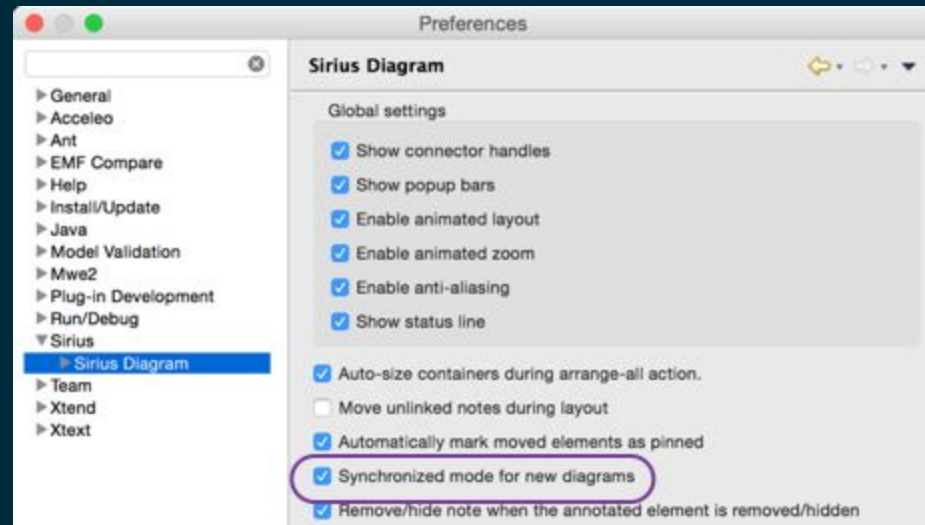 Preferences
Sirius Diagram
General
Acceleo
Ant
EMF Compare
Help
Install/Update
Java
Model Validation
Mwe2
Plug-in Development
Run/Debug
Sirius
Sirius Diagram
Team
Xtend
Xtext
Global settings
Show connector handles
Show popup bars
Enable animated layout
Enable animated zoom
Enable anti-aliasing
Show status line
Auto-size containers during arrange-all action.
Move unlinked notes during layout
Automatically mark moved elements as pinned
Synchronized mode for new diagrams
Remove/hide note when the annotated element is removed/hidden